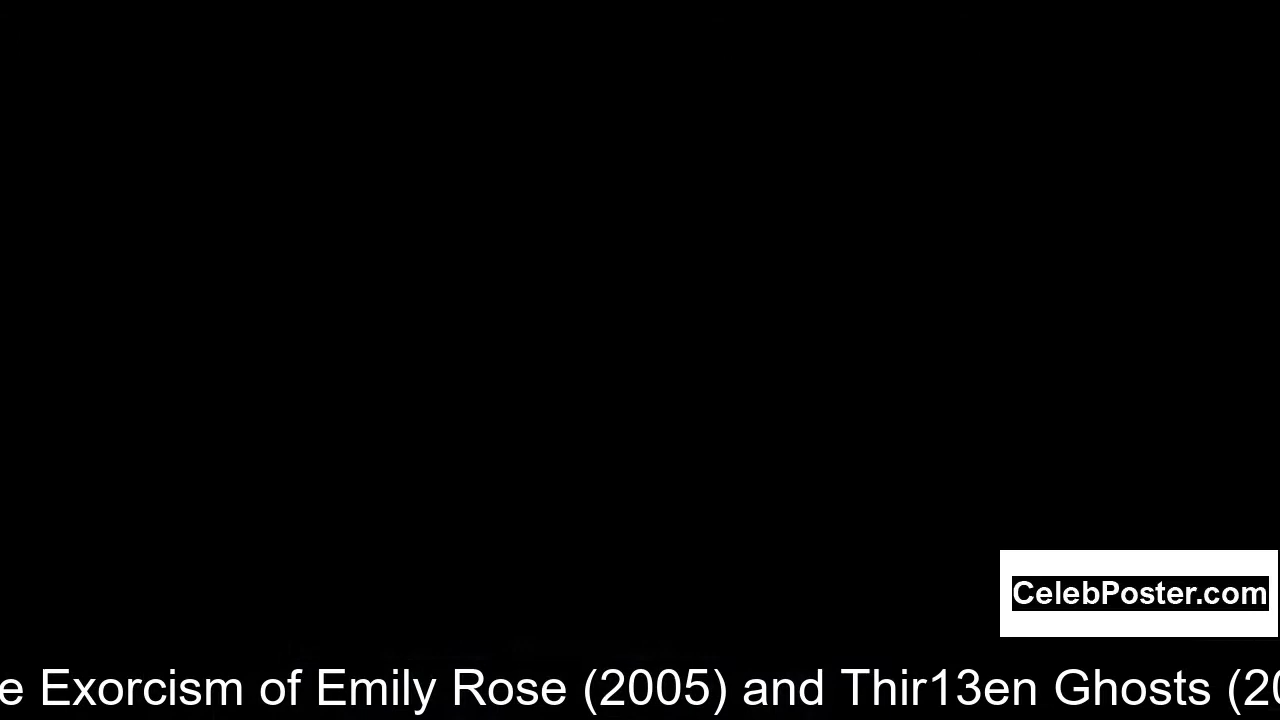 CelebPoster.com
e Exorcism of Emily Rose (2005) and Thir13en Ghosts (20